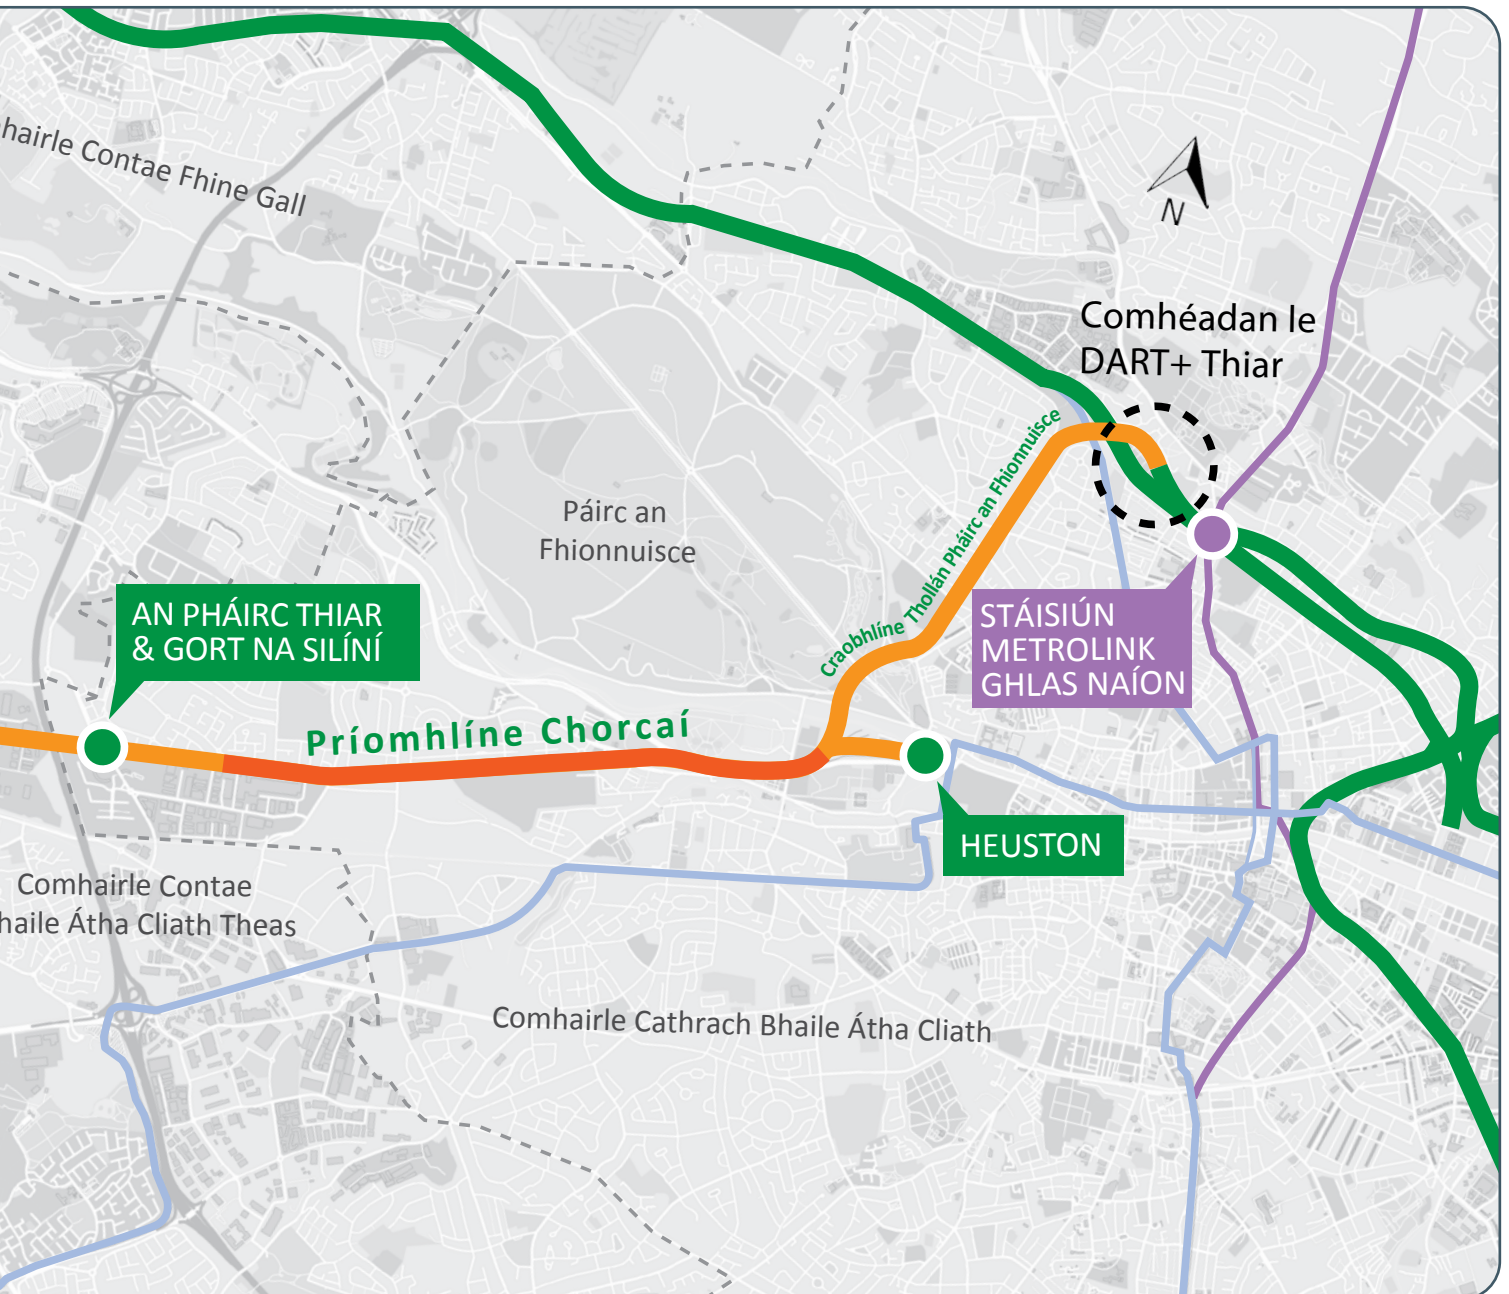 hairle Contae Fhine Gall
N
Comhéadan le
DART+ Thiar
Craobhlíne Thollán Pháirc an Fhionnuisce
Páirc an
Fhionnuisce
AN PHÁIRC THIAR
& GORT NA SILÍNÍ
STÁISIÚN
METROLINK
GHLAS NAÍON
Príomhlíne Chorcaí
HEUSTON
Comhairle Contae
haile Átha Cliath Theas
Comhairle Cathrach Bhaile Átha Cliath